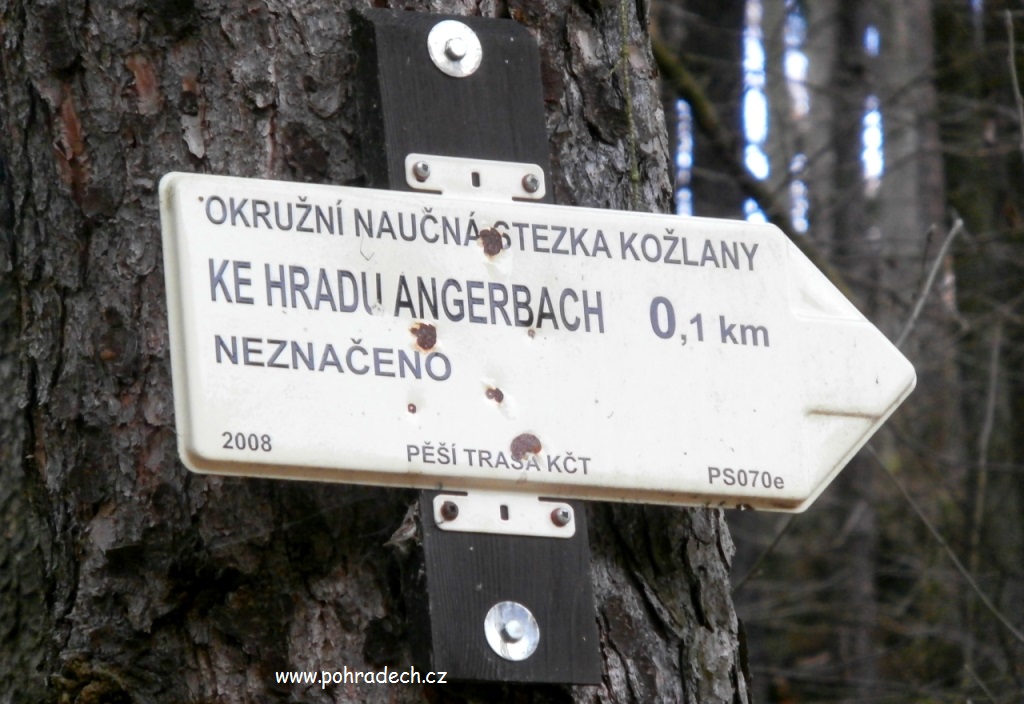 OKRUŽNÍ NAUČNÁ STEZKA KOŽLANY
KE HRADU ANGERBACH 0,1 km
NEZNAČENO
2008 PĚŠÍ TRASA KČT PS070e
www.pohradech.cz